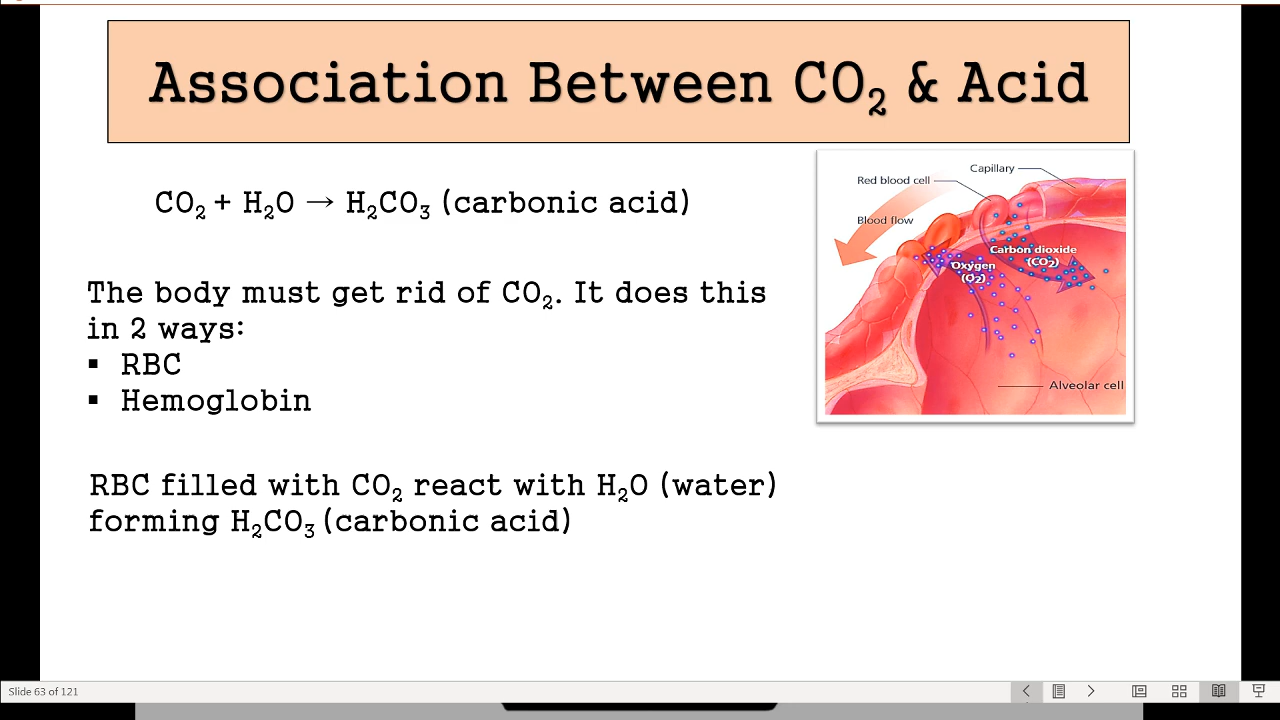 Association Between CO₂ & Acid
CO₂ + H₂O → H₂CO₃ (carbonic acid)
The body must get rid of CO₂. It does this
in 2 ways:
▪ RBC
▪ Hemoglobin
RBC filled with CO₂ react with H₂O (water)
forming H₂CO₃ (carbonic acid)
Capillary
Red blood cell
Blood flow
Carbon dioxide
(CO₂)
Oxygen
(O₂)
Alveolar cell
Slide 63 of 121